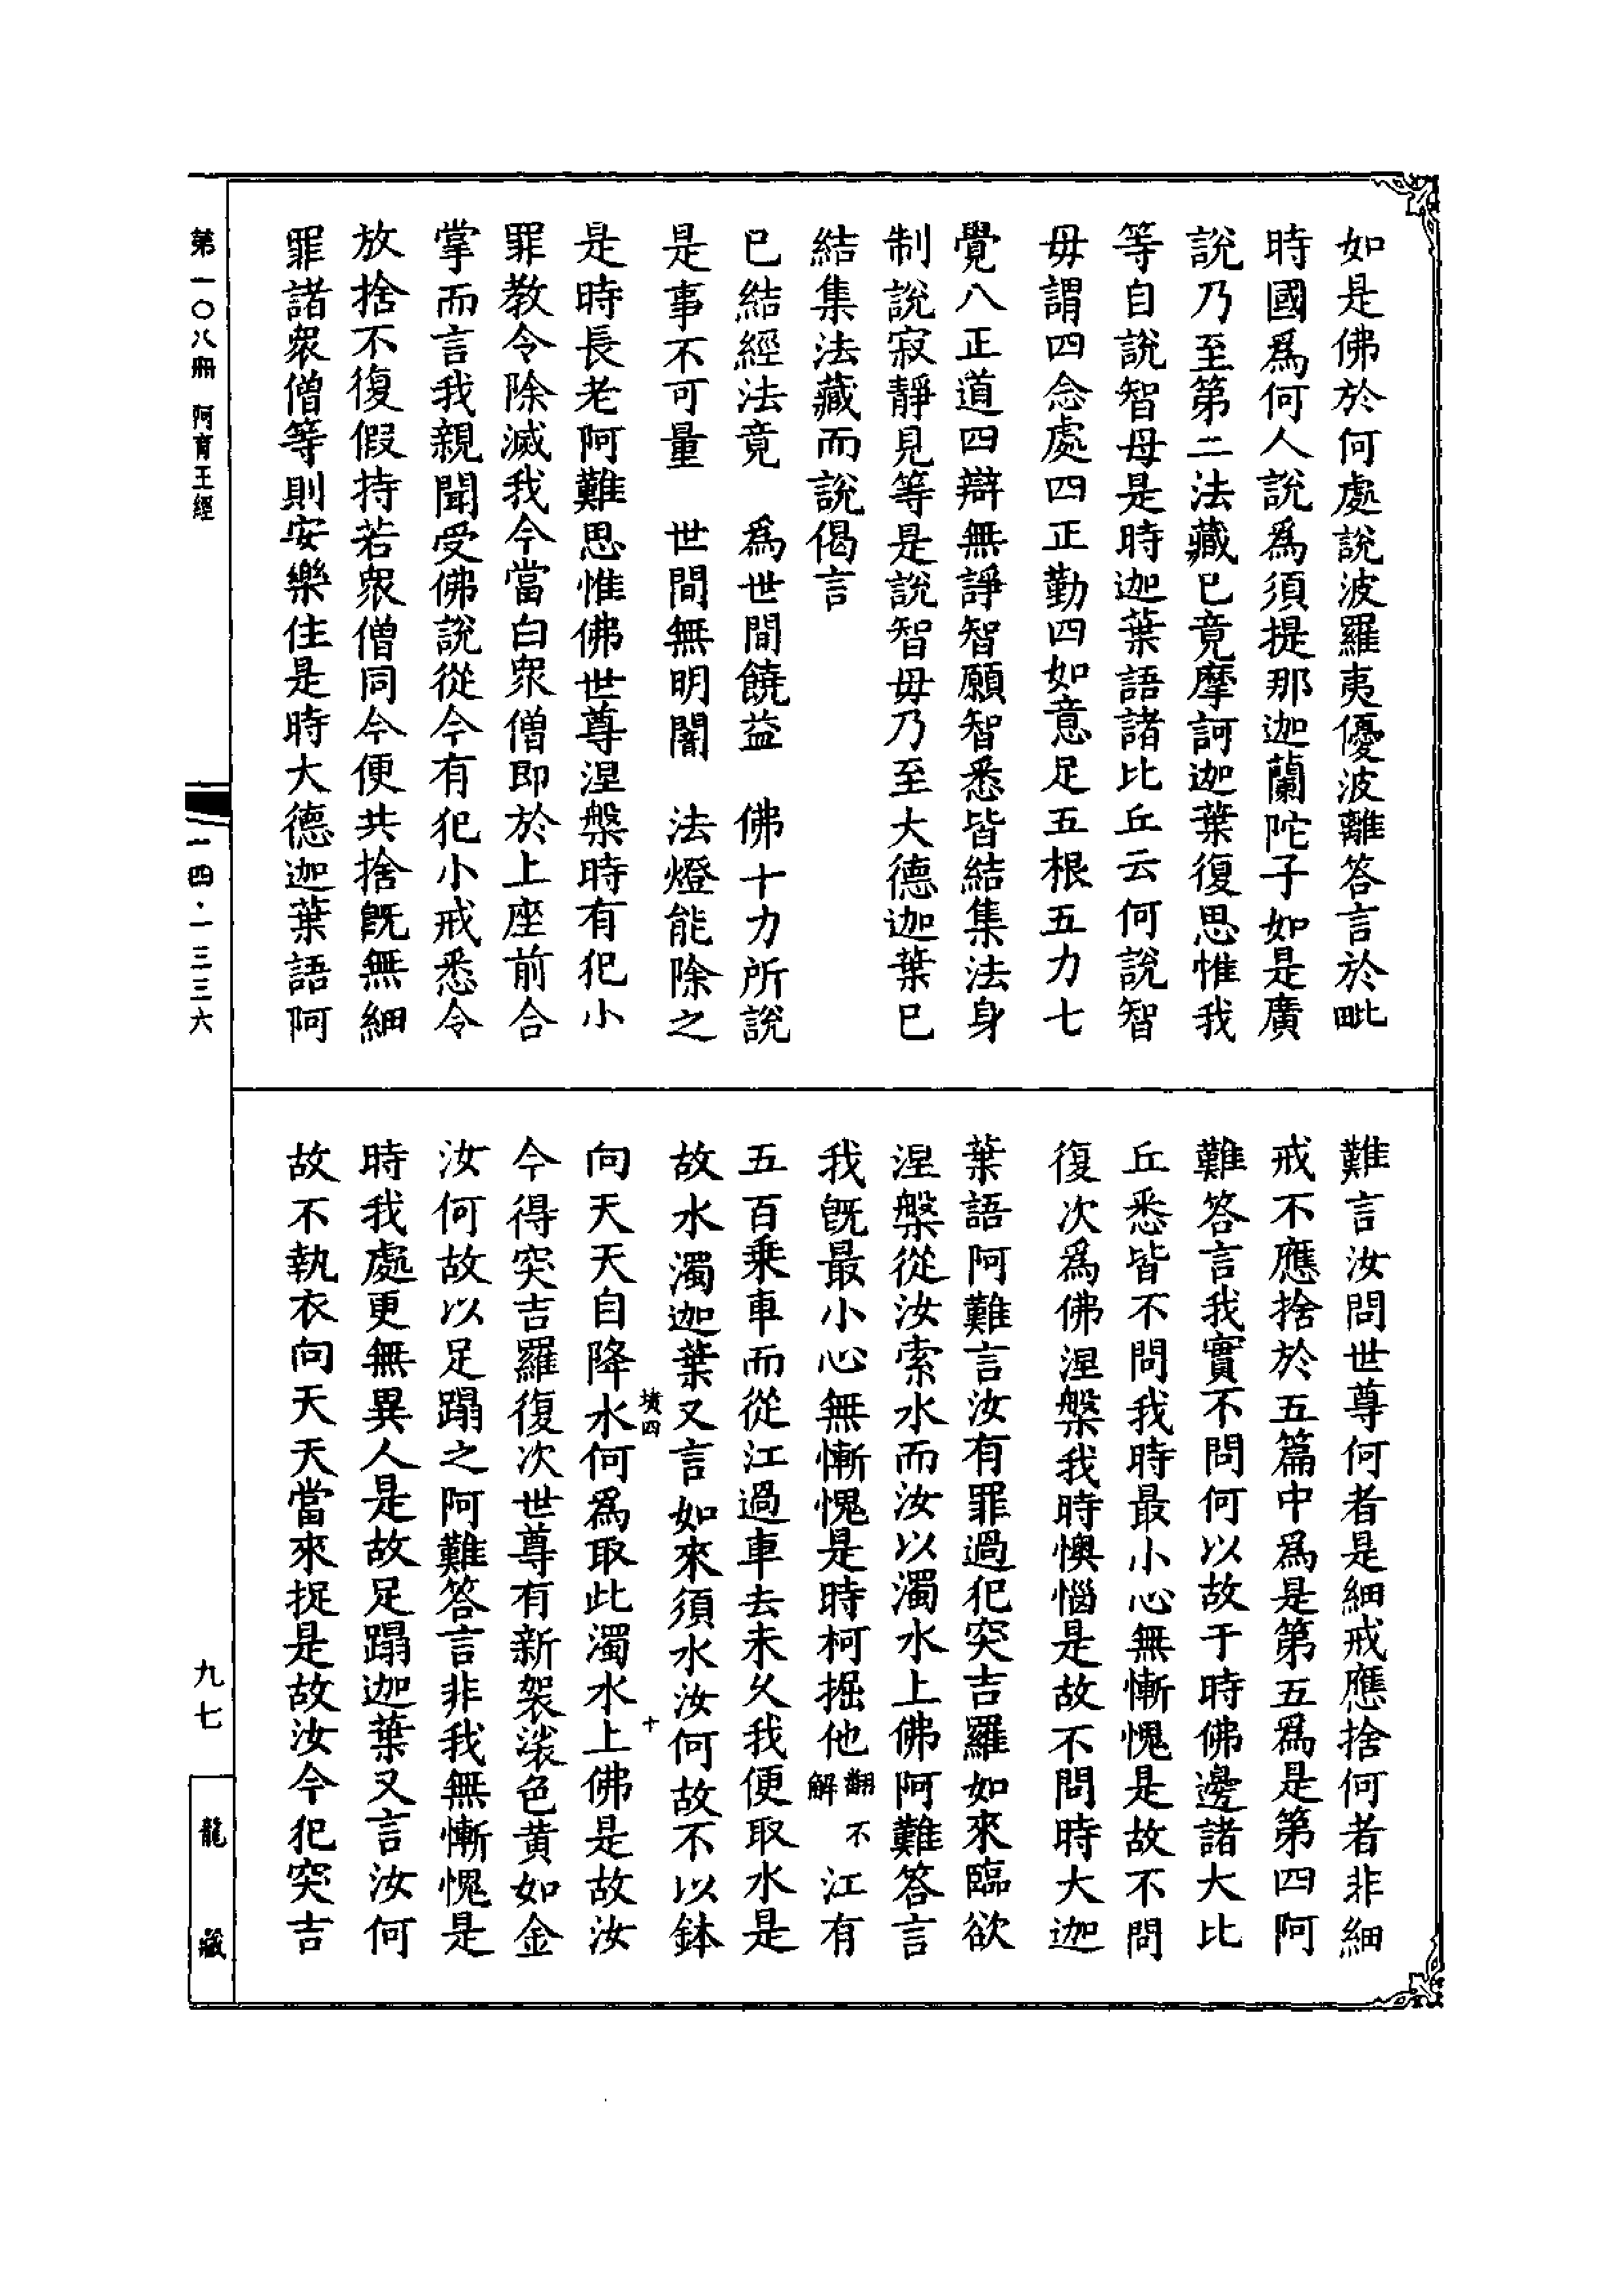 如是佛於何處說波羅夷優波離答言於毗
時國爲何人說爲須提那迦蘭陀子如是廣
說乃至第二法藏已竟摩訶迦葉復思惟我
等自說智母是時迦葉語諸比丘云何說智
毋謂四念處四正勤四如意足五根五力七
覺八正道四辯無諍智願智悉皆結集法身
制說寂靜見等是說智毋乃至大德迦葉已
結集法藏而說偈言
已結經法竟　爲世間饒益　佛十力所說
是事不可量　世間無明闇　法燈能除之
是時長老阿難思惟佛世尊涅槃時有犯小
罪教令除滅我今當白衆僧即於上座前合
掌而言我親聞受佛說從今有犯小戒悉令
放捨不復假持若衆僧同今便共捨旣無細
罪諸衆僧等則安樂住是時大德迦葉語阿
難言汝問世尊何者是細戒應捨何者非細
戒不應捨於五篇中爲是第五爲是第四阿
難答言我實不問何以故于時佛邊諸大比
丘悉皆不問我時最小心無慚愧是故不問
復次爲佛涅槃我時懊惱是故不問時大迦
葉語阿難言汝有罪過犯突吉羅如來臨欲
涅槃從汝索水而汝以濁水上佛阿難答言
我旣最小心無慚愧是時柯掘他翻不解江有
五百乗車而從江過車去未久我便取水是
故水濁迦葉又言如來須水汝何故不以鉢
橫四
十
向天天自降水何爲取此濁水上佛是故汝
今得突吉羅復次世尊有新袈裟色黃如金
汝何故以足蹋之阿難答言非我無慚愧是
時我處更無異人是故足蹋迦葉又言汝何
故不執衣向天天當來捉是故汝今犯突吉
第一〇八冊　阿育王經
一四·一三三六
九七
龍藏